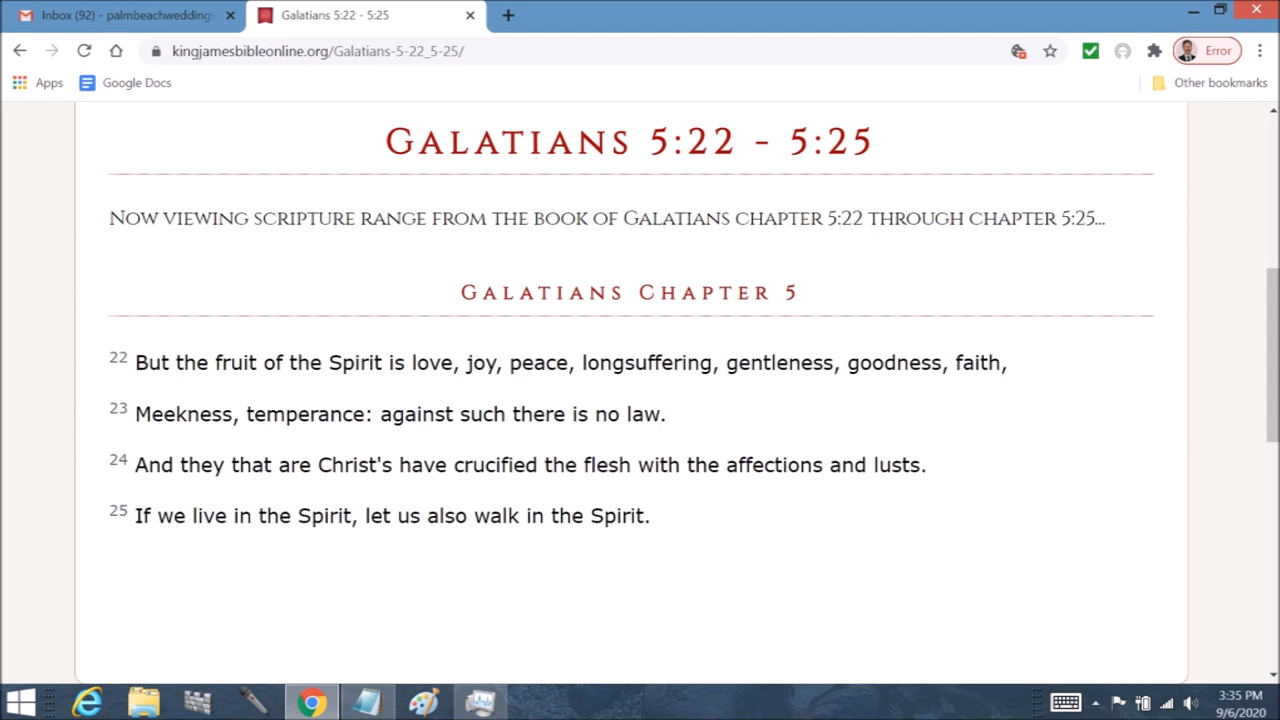 Inbox (92) - palmbeachwedding
Galatians 5:22 - 5:25
kingjamesbibleonline.org/Galatians-5-22_5-25/
Error
Apps
Google Docs
Other bookmarks
Galatians 5:22 - 5:25
Now viewing scripture range from the book of Galatians chapter 5:22 through chapter 5:25...
Galatians Chapter 5
22 But the fruit of the Spirit is love, joy, peace, longsuffering, gentleness, goodness, faith,
23 Meekness, temperance: against such there is no law.
24 And they that are Christ's have crucified the flesh with the affections and lusts.
25 If we live in the Spirit, let us also walk in the Spirit.
3:35 PM
9/6/2020